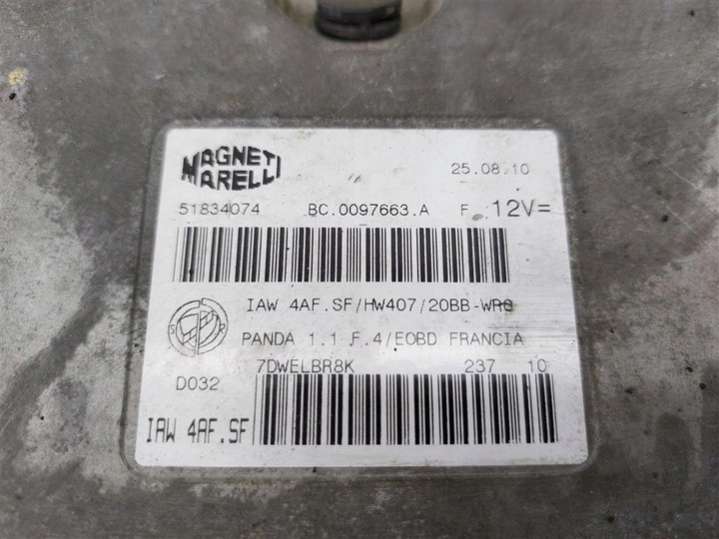 MAGNETI MARELLI
25.08.10
51834074 BC.0097663.A F 12V=
IAW 4AF.SF/HW407/20BB-WRO
PANDA 1.1 F.4/EOBD FRANCIA
7DWELBR8K 237 10
D032
IAW 4AF.SF